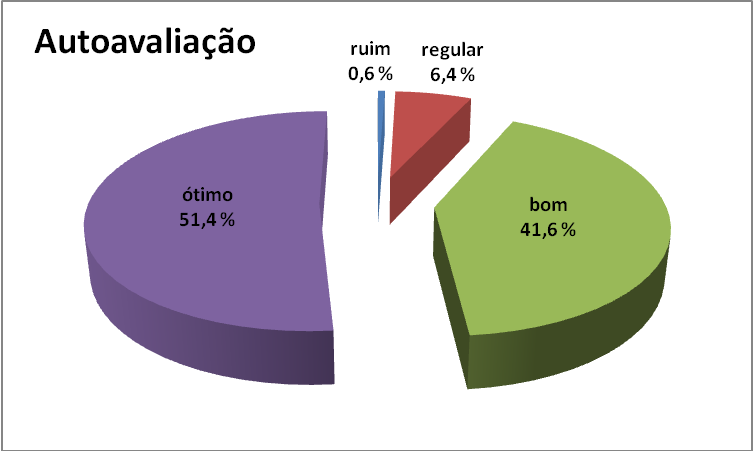 Autoavaliação
ruim
0,6 %
regular
6,4 %
ótimo
51,4 %
bom
41,6 %